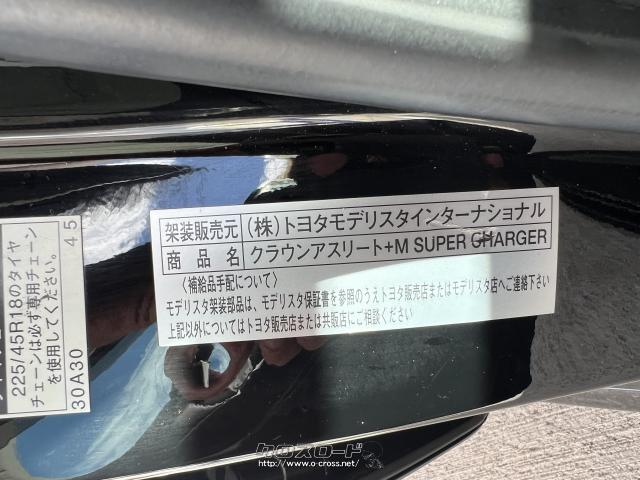 架装販売元 (株)トヨタモデリスタインターナショナル
商品名 クラウンアスリート+M SUPER CHARGER
〈補給品手配について〉
モデリスタ架装部品は、モデリスタ保証書を参照のうえトヨタ販売店またはモデリスタ店へご連絡下さい
上記以外についてはトヨタ販売店または共販店にご相談ください
225/45R18のタイヤ
チェーンは必ず専用チェーン
を使用してください。 45
30A30
クロスロード
http://www.o-cross.net/